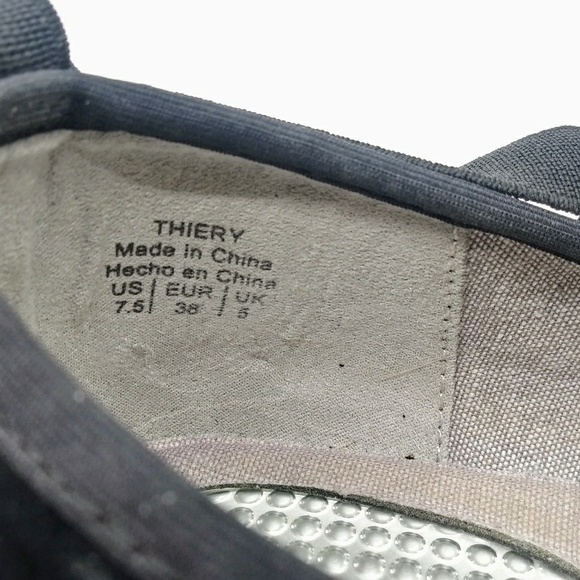 THIERY
Made in China
Hecho en China
US| EUR | UK
7.5| 38 | 5